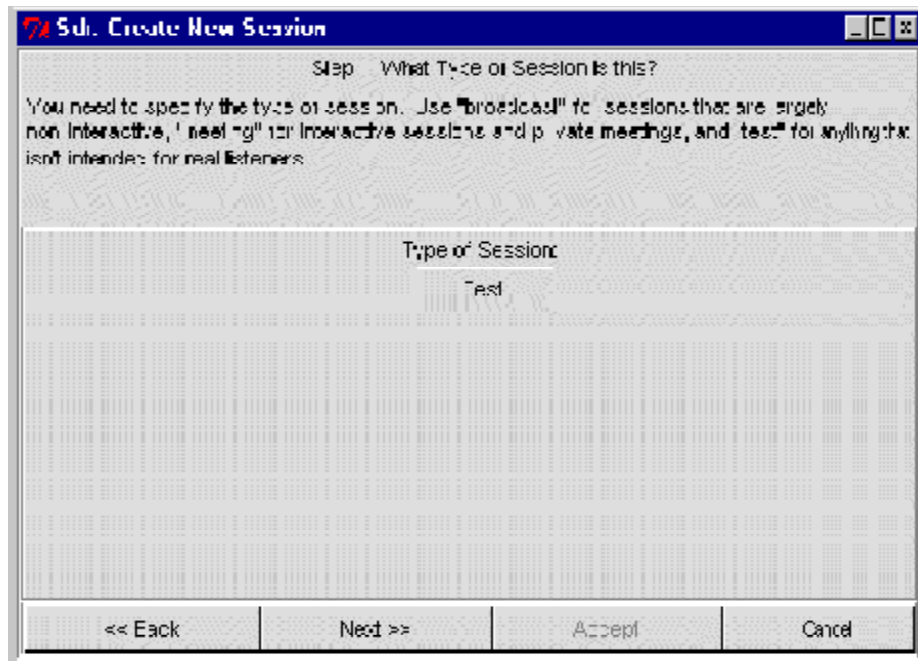 Sdr: Create New Session
Step What Type of Session is this?
You need to specify the type of session. Use "broadcast" for sessions that are largely
non-interactive, "meeting" for interactive sessions and private meetings, and "test" for anything that
isn't intended for real listeners
Type of Session:
Test
<< Back
Next >>
Accept
Cancel